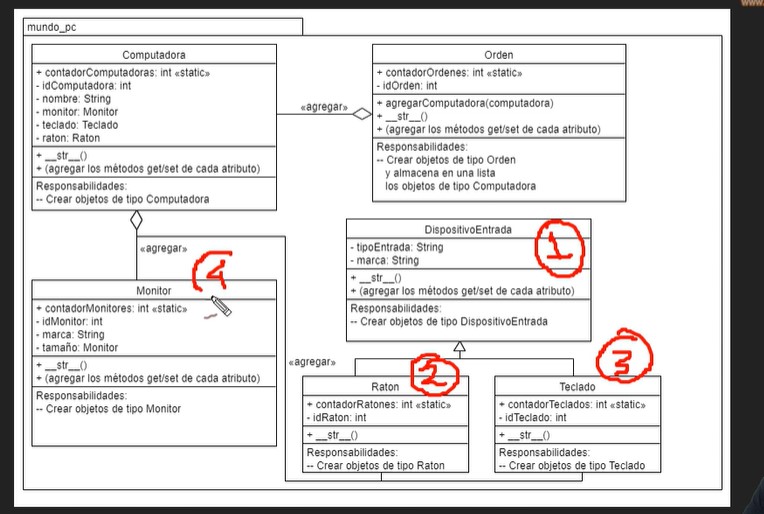 www.
mundo_pc
Computadora
+ contadorComputadoras: int «static»
- idComputadora: int
- nombre: String
- monitor: Monitor
- teclado: Teclado
- raton: Raton
+ __str__()
+ (agregar los métodos get/set de cada atributo)
Responsabilidades:
-- Crear objetos de tipo Computadora
«agregar»
Orden
+ contadorOrdenes: int «static»
- idOrden: int
+ agregarComputadora(computadora)
+ __str__()
+ (agregar los métodos get/set de cada atributo)
Responsabilidades:
-- Crear objetos de tipo Orden
y almacena en una lista
los objetos de tipo Computadora
«agregar»
4
Monitor
+ contadorMonitores: int «static»
- idMonitor: int
- marca: String
- tamaño: Monitor
+ __str__()
+ (agregar los métodos get/set de cada atributo)
Responsabilidades:
-- Crear objetos de tipo Monitor
DispositivoEntrada
1
- tipoEntrada: String
- marca: String
+ __str__()
+ (agregar los métodos get/set de cada atributo)
Responsabilidades:
-- Crear objetos de tipo DispositivoEntrada
«agregar»
2
Raton
+ contadorRatones: int «static»
- idRaton: int
+ __str__()
Responsabilidades:
-- Crear objetos de tipo Raton
3
Teclado
+ contadorTeclados: int «static»
- idTeclado: int
+ __str__()
Responsabilidades:
-- Crear objetos de tipo Teclado